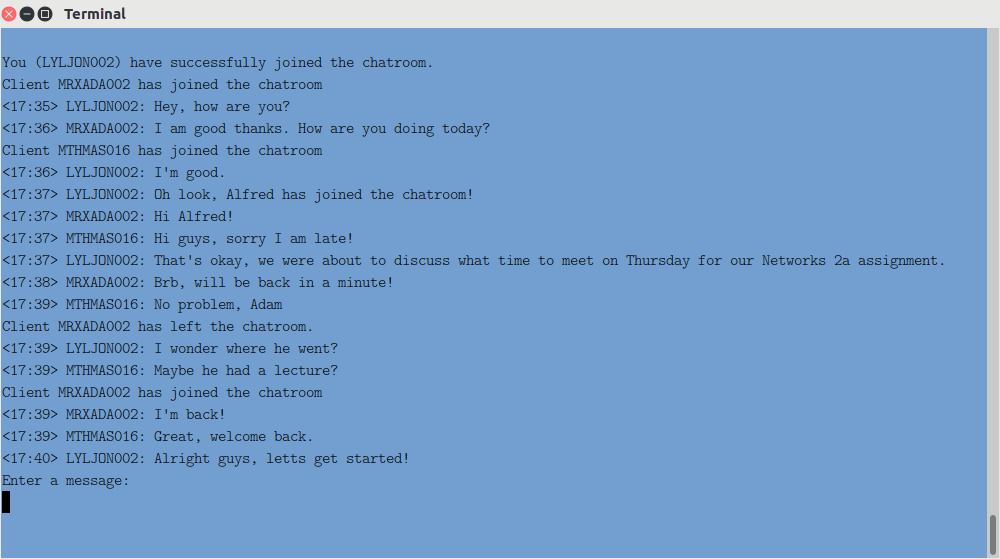 Terminal
You (LYLJON002) have successfully joined the chatroom.
Client MRXADA002 has joined the chatroom
<17:35> LYLJON002: Hey, how are you?
<17:36> MRXADA002: I am good thanks. How are you doing today?
Client MTHMAS016 has joined the chatroom
<17:36> LYLJON002: I'm good.
<17:37> LYLJON002: Oh look, Alfred has joined the chatroom!
<17:37> MRXADA002: Hi Alfred!
<17:37> MTHMAS016: Hi guys, sorry I am late!
<17:37> LYLJON002: That's okay, we were about to discuss what time to meet on Thursday for our Networks 2a assignment.
<17:38> MRXADA002: Brb, will be back in a minute!
<17:39> MTHMAS016: No problem, Adam
Client MRXADA002 has left the chatroom.
<17:39> LYLJON002: I wonder where he went?
<17:39> MTHMAS016: Maybe he had a lecture?
Client MRXADA002 has joined the chatroom
<17:39> MRXADA002: I'm back!
<17:39> MTHMAS016: Great, welcome back.
<17:40> LYLJON002: Alright guys, letts get started!
Enter a message: